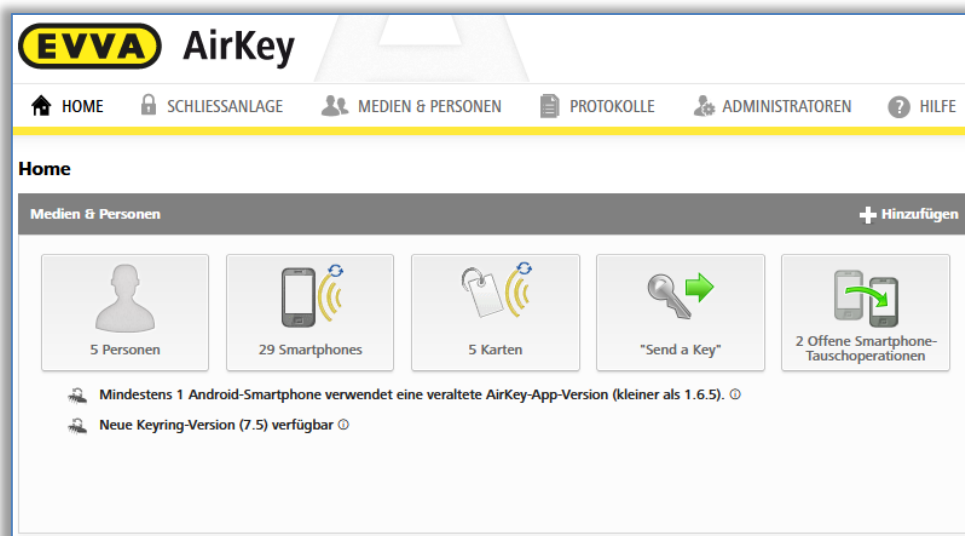 EVVA AirKey
HOME SCHLIESSANLAGE MEDIEN & PERSONEN PROTOKOLLE ADMINISTRATOREN HILFE
Home
Medien & Personen Hinzufügen
5 Personen
29 Smartphones
5 Karten
"Send a Key"
2 Offene Smartphone-
Tauschoperationen
Mindestens 1 Android-Smartphone verwendet eine veraltete AirKey-App-Version (kleiner als 1.6.5).
Neue Keyring-Version (7.5) verfügbar